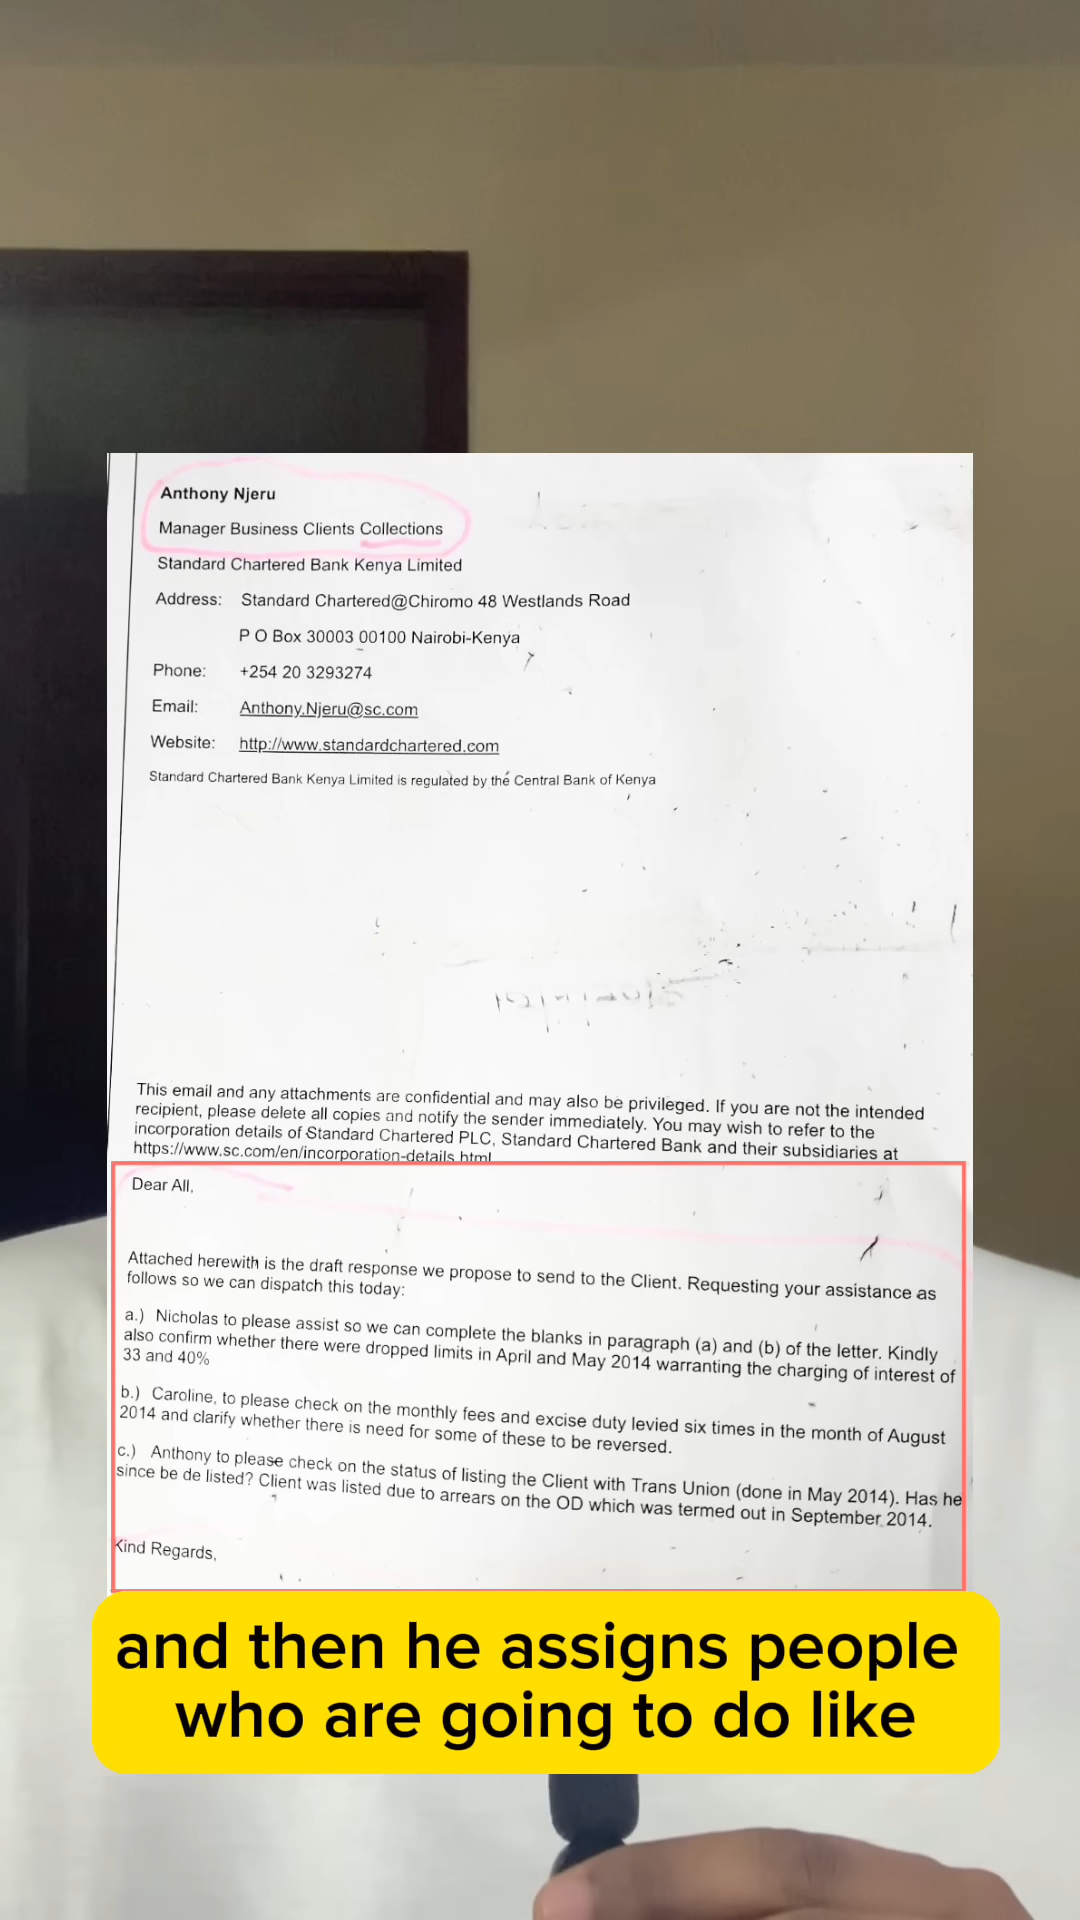 Anthony Njeru
Manager Business Clients Collections
Standard Chartered Bank Kenya Limited
Address: Standard Chartered@Chiromo 48 Westlands Road
P O Box 30003 00100 Nairobi-Kenya
Phone: +254 20 3293274
Email: Anthony.Njeru@sc.com
Website: http://www.standardchartered.com
Standard Chartered Bank Kenya Limited is regulated by the Central Bank of Kenya
This email and any attachments are confidential and may also be privileged. If you are not the intended
recipient, please delete all copies and notify the sender immediately. You may wish to refer to the
incorporation details of Standard Chartered PLC, Standard Chartered Bank and their subsidiaries at
https://www.sc.com/en/incorporation-details.html
Dear All,
Attached herewith is the draft response we propose to send to the Client. Requesting your assistance as
follows so we can dispatch this today:
a.) Nicholas to please assist so we can complete the blanks in paragraph (a) and (b) of the letter. Kindly
also confirm whether there were dropped limits in April and May 2014 warranting the charging of interest of
33 and 40%
b.) Caroline, to please check on the monthly fees and excise duty levied six times in the month of August
2014 and clarify whether there is need for some of these to be reversed.
c.) Anthony to please check on the status of listing the Client with Trans Union (done in May 2014). Has he
since be de listed? Client was listed due to arrears on the OD which was termed out in September 2014.
Kind Regards,
and then he assigns people
who are going to do like